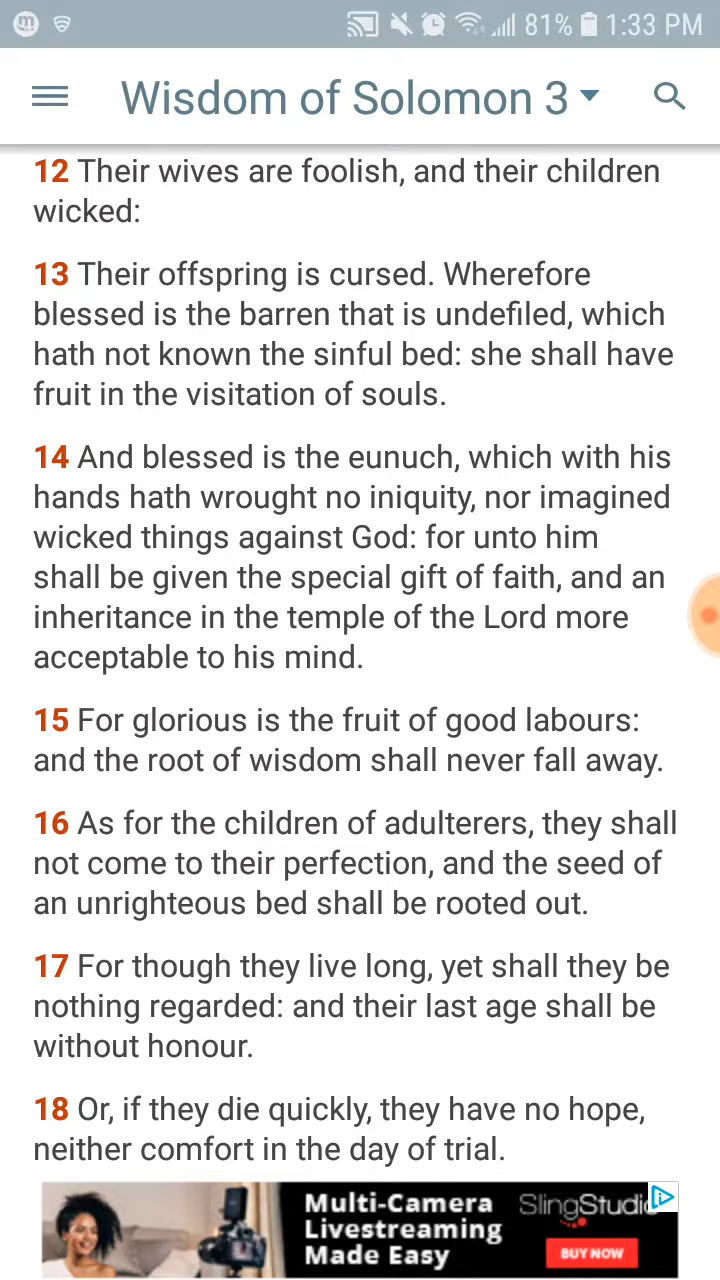 81% 1:33 PM
Wisdom of Solomon 3
12 Their wives are foolish, and their children
wicked:
13 Their offspring is cursed. Wherefore
blessed is the barren that is undefiled, which
hath not known the sinful bed: she shall have
fruit in the visitation of souls.
14 And blessed is the eunuch, which with his
hands hath wrought no iniquity, nor imagined
wicked things against God: for unto him
shall be given the special gift of faith, and an
inheritance in the temple of the Lord more
acceptable to his mind.
15 For glorious is the fruit of good labours:
and the root of wisdom shall never fall away.
16 As for the children of adulterers, they shall
not come to their perfection, and the seed of
an unrighteous bed shall be rooted out.
17 For though they live long, yet shall they be
nothing regarded: and their last age shall be
without honour.
18 Or, if they die quickly, they have no hope,
neither comfort in the day of trial.
Multi-Camera
Livestreaming
Made Easy
SlingStudio
BUY NOW